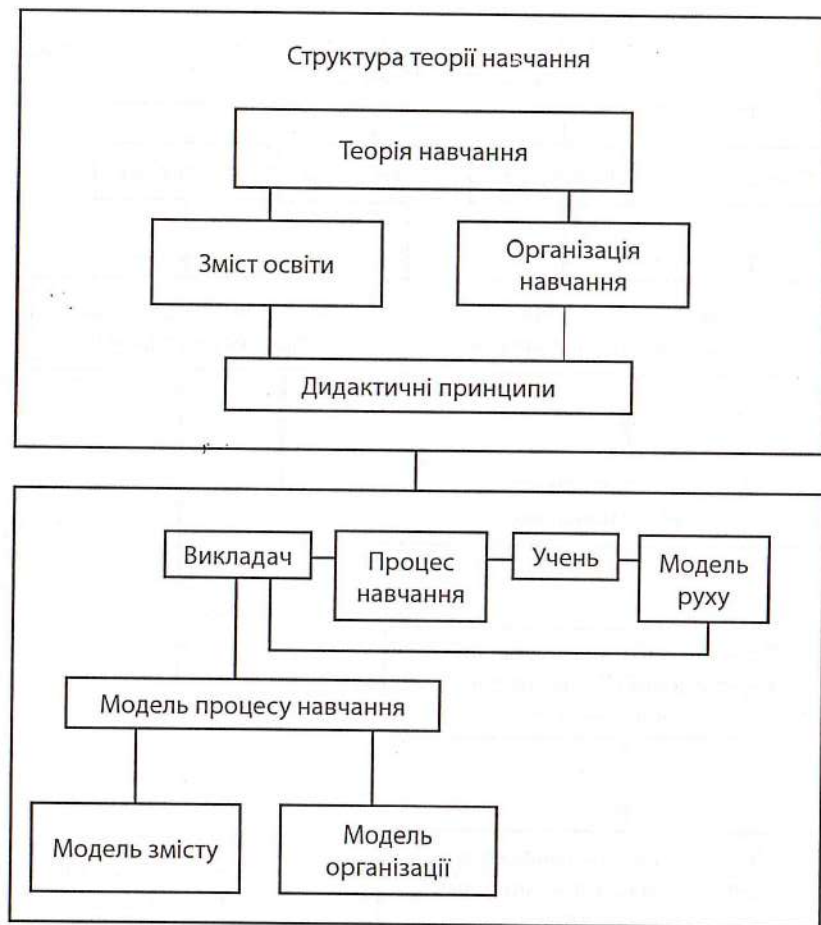 Структура теорії навчання
Теорія навчання
Зміст освіти
Організація
навчання
Дидактичні принципи
Викладач
Процес
навчання
Учень
Модель
руху
Модель процесу навчання
Модель змісту
Модель
організації